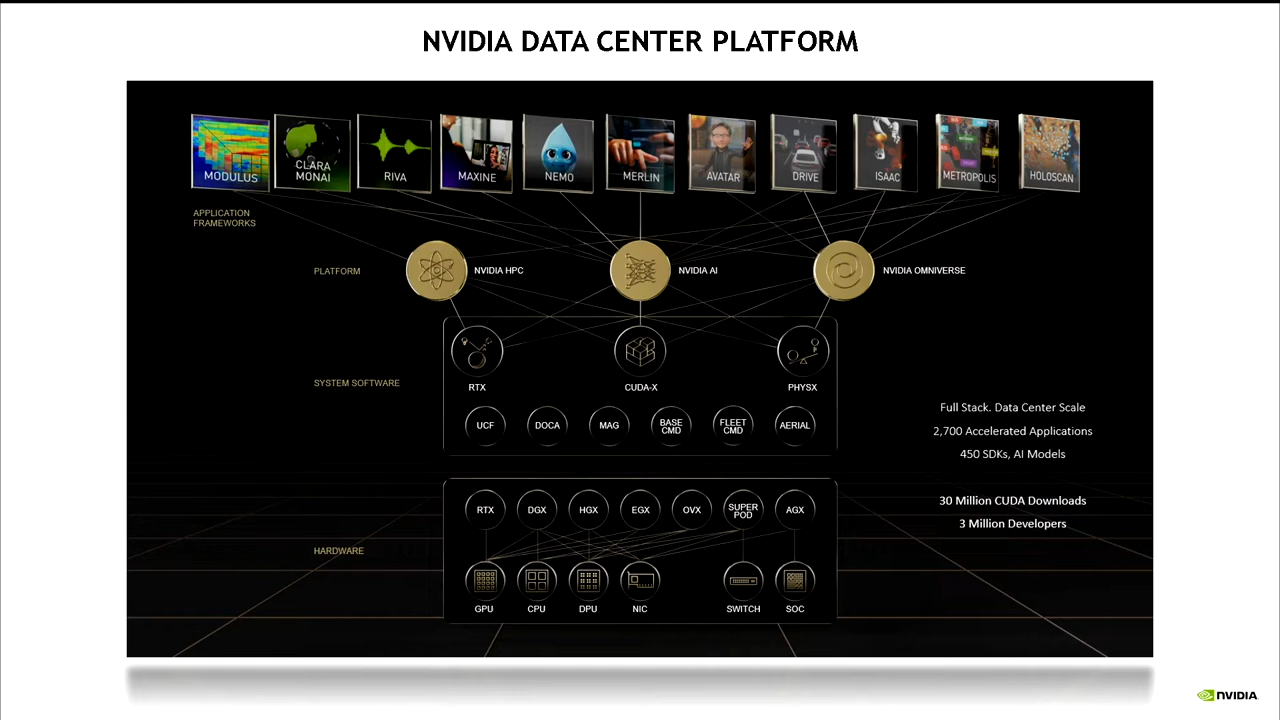 NVIDIA DATA CENTER PLATFORM
MODULUS
CLARA
MONAI
RIVA
MAXINE
NEMO
MERLIN
AVATAR
DRIVE
ISAAC
METROPOLIS
HOLOSCAN
APPLICATION
FRAMEWORKS
PLATFORM
NVIDIA HPC
NVIDIA AI
NVIDIA OMNIVERSE
SYSTEM SOFTWARE
RTX
CUDA-X
PHYSX
UCF
DOCA
MAG
BASE
CMD
FLEET
CMD
AERIAL
Full Stack. Data Center Scale
2,700 Accelerated Applications
450 SDKs, AI Models
30 Million CUDA Downloads
3 Million Developers
HARDWARE
RTX
DGX
HGX
EGX
OVX
SUPER
POD
AGX
GPU
CPU
DPU
NIC
SWITCH
SOC
NVIDIA